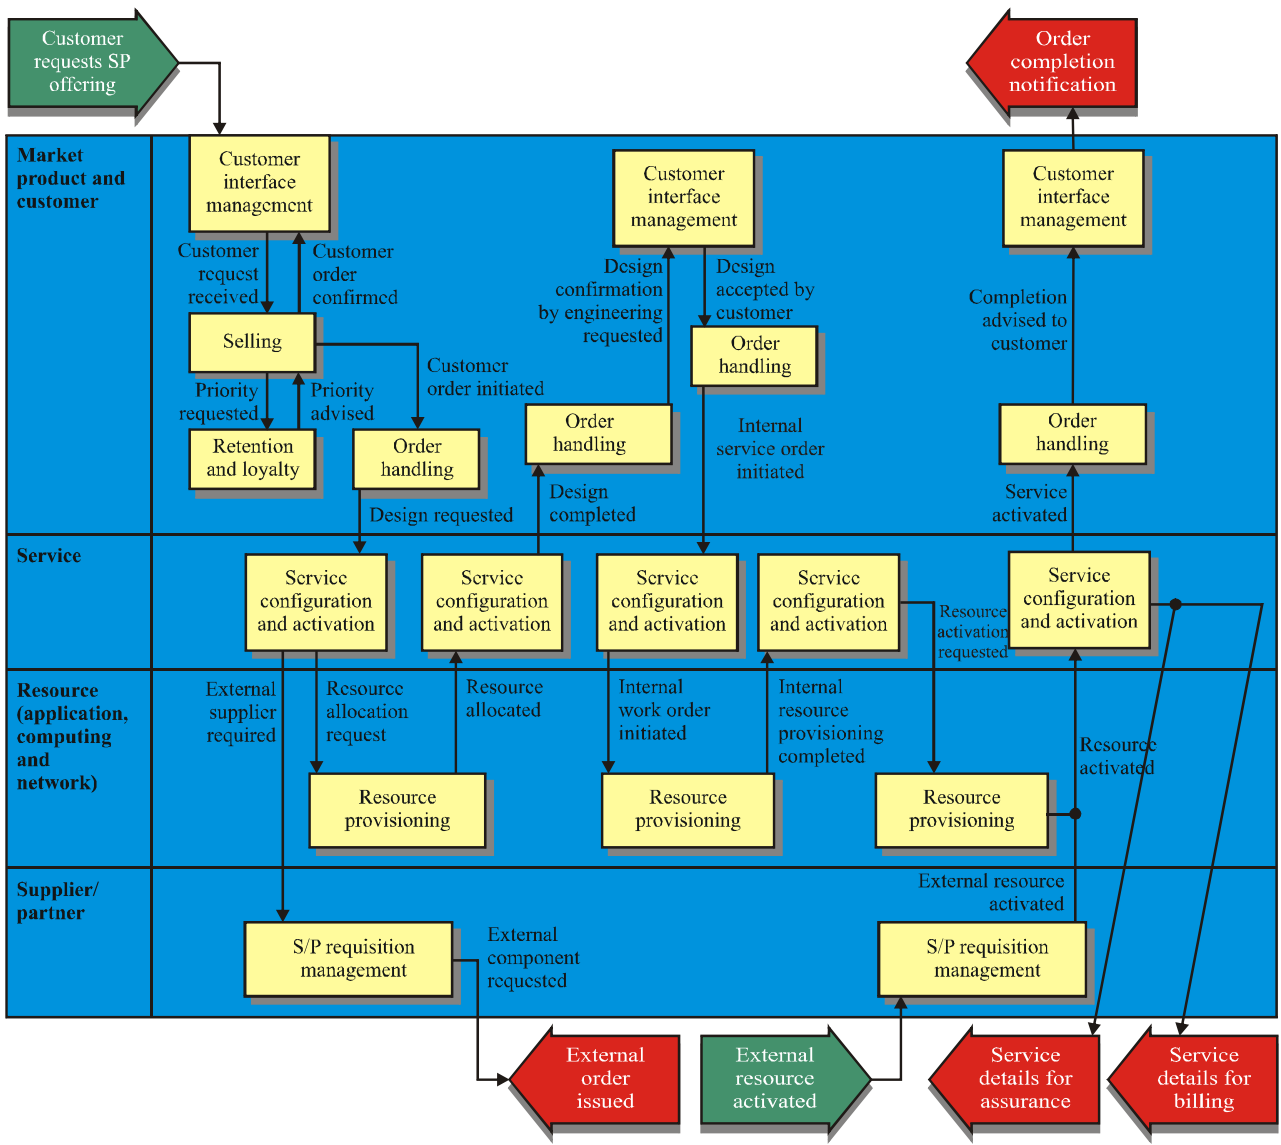 Customer
requests SP
offering
Order
completion
notification
Market
product and
customer
Customer
interface
management
Customer
interface
management
Customer
interface
management
Customer
request
received
Customer
order
confirmed
Design
confirmation
by engineering
requested
Design
accepted by
customer
Completion
advised to
customer
Selling
Order
handling
Customer
order initiated
Priority
requested
Priority
advised
Retention
and loyalty
Order
handling
Order
handling
Internal
service order
initiated
Order
handling
Design requested
Design
completed
Service
activated
Service
Service
configuration
and activation
Service
configuration
and activation
Service
configuration
and activation
Service
configuration
and activation
Resource
activation
requested
Service
configuration
and activation
Resource
(application,
computing
and
network)
External
supplier
required
Resource
allocation
request
Resource
allocated
Internal
work order
initiated
Internal
resource
provisioning
completed
Resource
activated
Resource
provisioning
Resource
provisioning
Resource
provisioning
Supplier/
partner
External resource
activated
S/P requisition
management
External
component
requested
S/P requisition
management
External
order
issued
External
resource
activated
Service
details for
assurance
Service
details for
billing